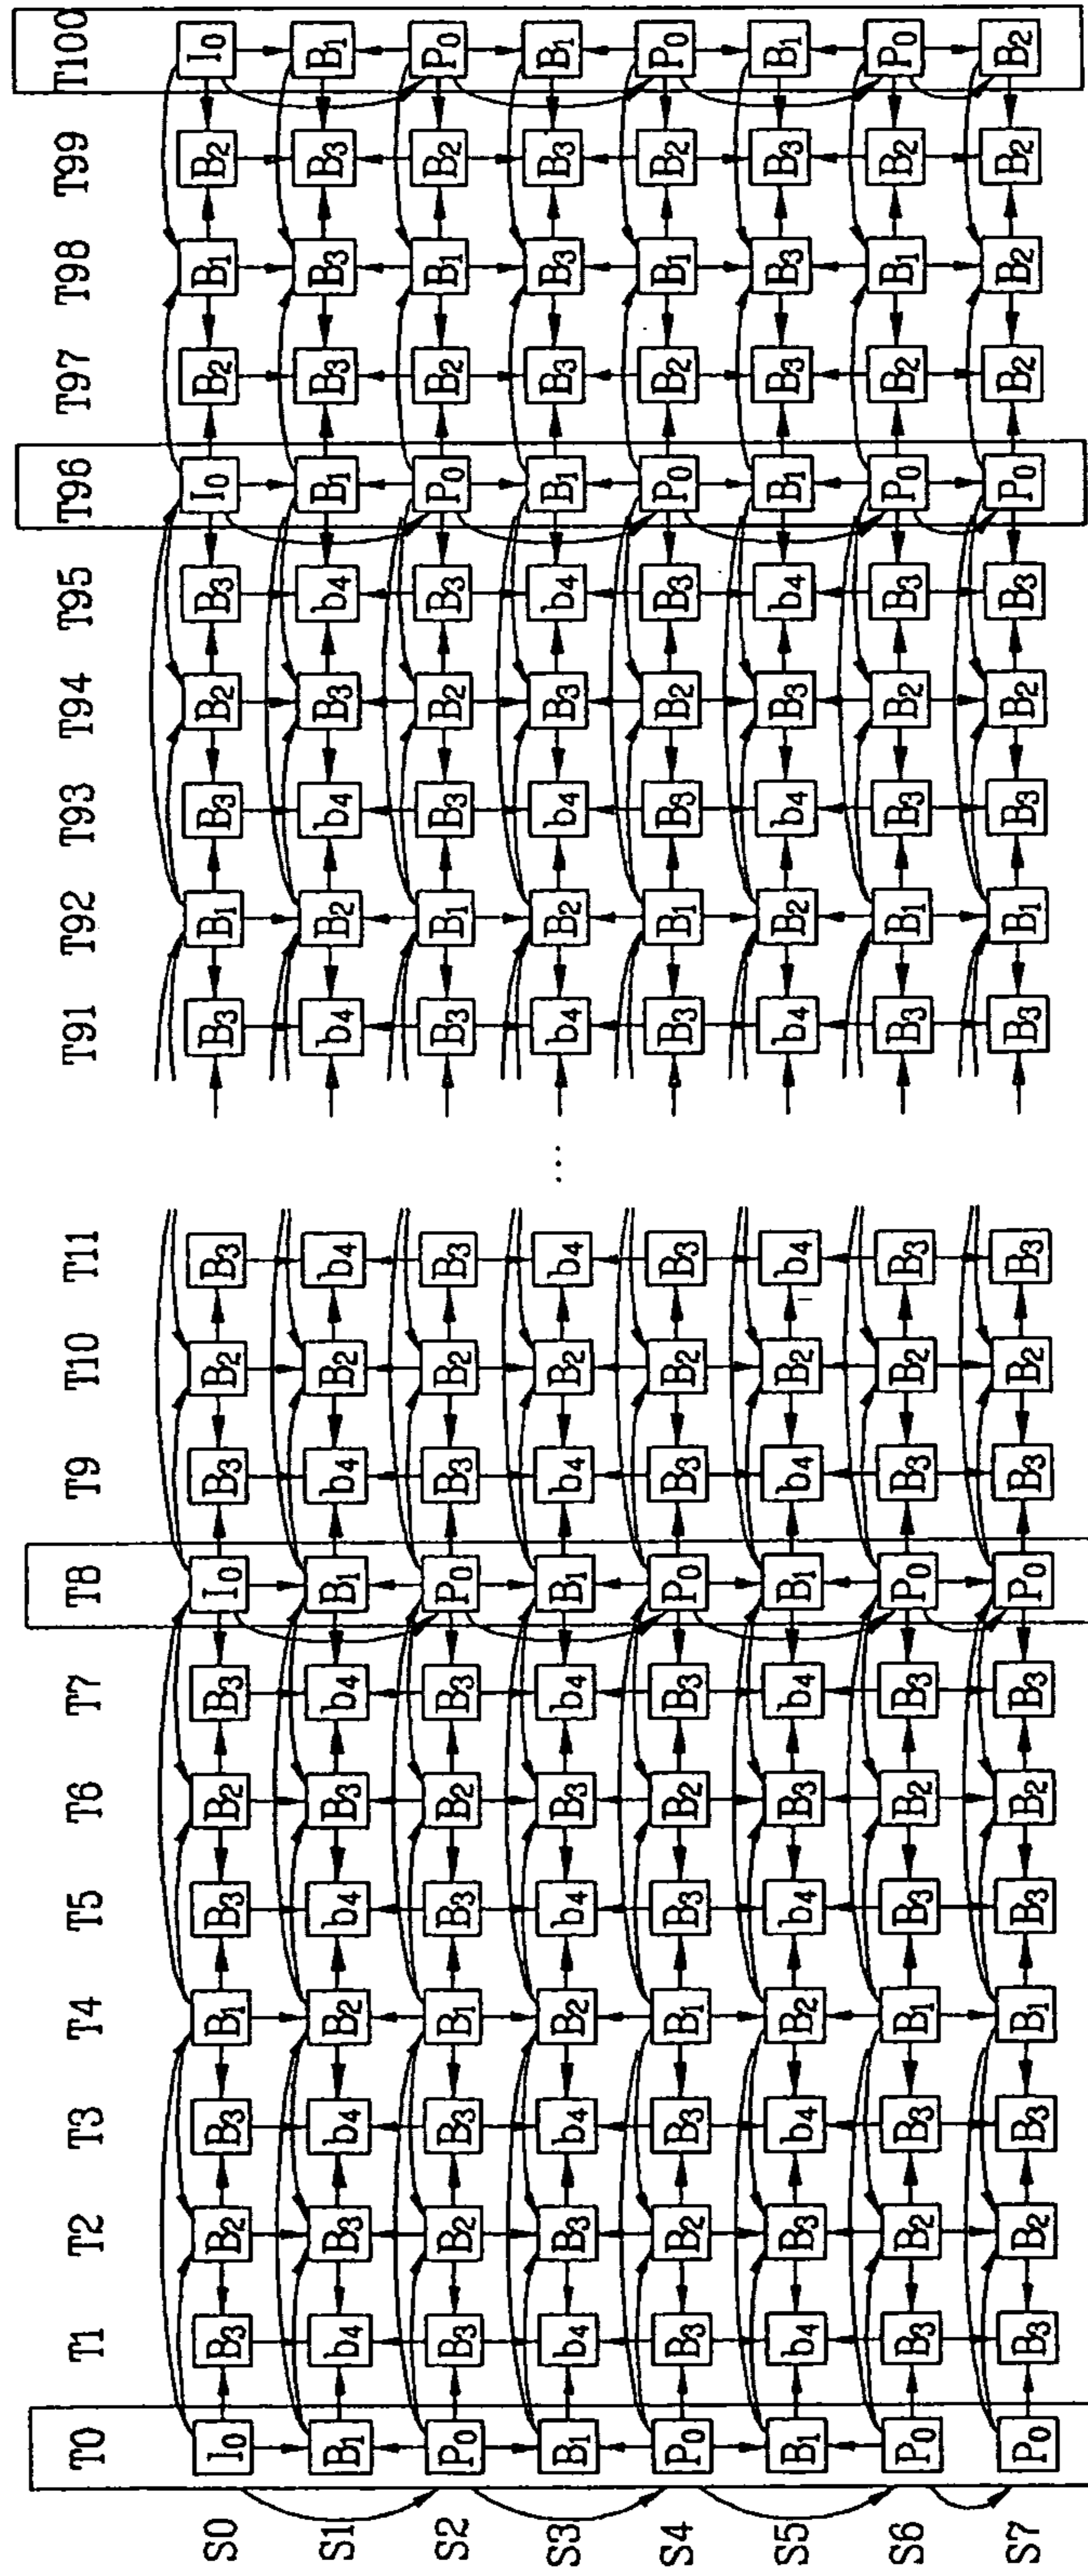 T0 T1 T2 T3 T4 T5 T6 T7 T8 T9 T10 T11 T91 T92 T93 T94 T95 T96 T97 T98 T99 T100
S0 I0 B3 B2 B3 B1 B3 B2 B3 I0 B3 B2 B3 B3 B1 B3 B2 B3 I0 B2 B1 B2 I0
S1 B1 b4 B3 b4 B2 b4 B3 b4 B1 b4 B2 b4 b4 B2 b4 B3 b4 B1 B3 B3 B3 B1
S2 P0 B3 B2 B3 B1 B3 B2 B3 P0 B3 B2 B3 B3 B1 B3 B2 B3 P0 B2 B1 B2 P0
S3 B1 b4 B3 b4 B2 b4 B3 b4 B1 b4 B2 b4 ... b4 B2 b4 B3 b4 B1 B3 B3 B3 B1
S4 P0 B3 B2 B3 B1 B3 B2 B3 P0 B3 B2 B3 B3 B1 B3 B2 B3 P0 B2 B1 B2 P0
S5 B1 b4 B3 b4 B2 b4 B3 b4 B1 b4 B2 b4 b4 B2 b4 B3 b4 B1 B3 B3 B3 B1
S6 P0 B3 B2 B3 B1 B3 B2 B3 P0 B3 B2 B3 B3 B1 B3 B2 B3 P0 B2 B1 B2 P0
S7 P0 B3 B2 B3 B1 B3 B2 B3 P0 B3 B2 B3 B3 B1 B3 B2 B3 P0 B2 B2 B2 B2